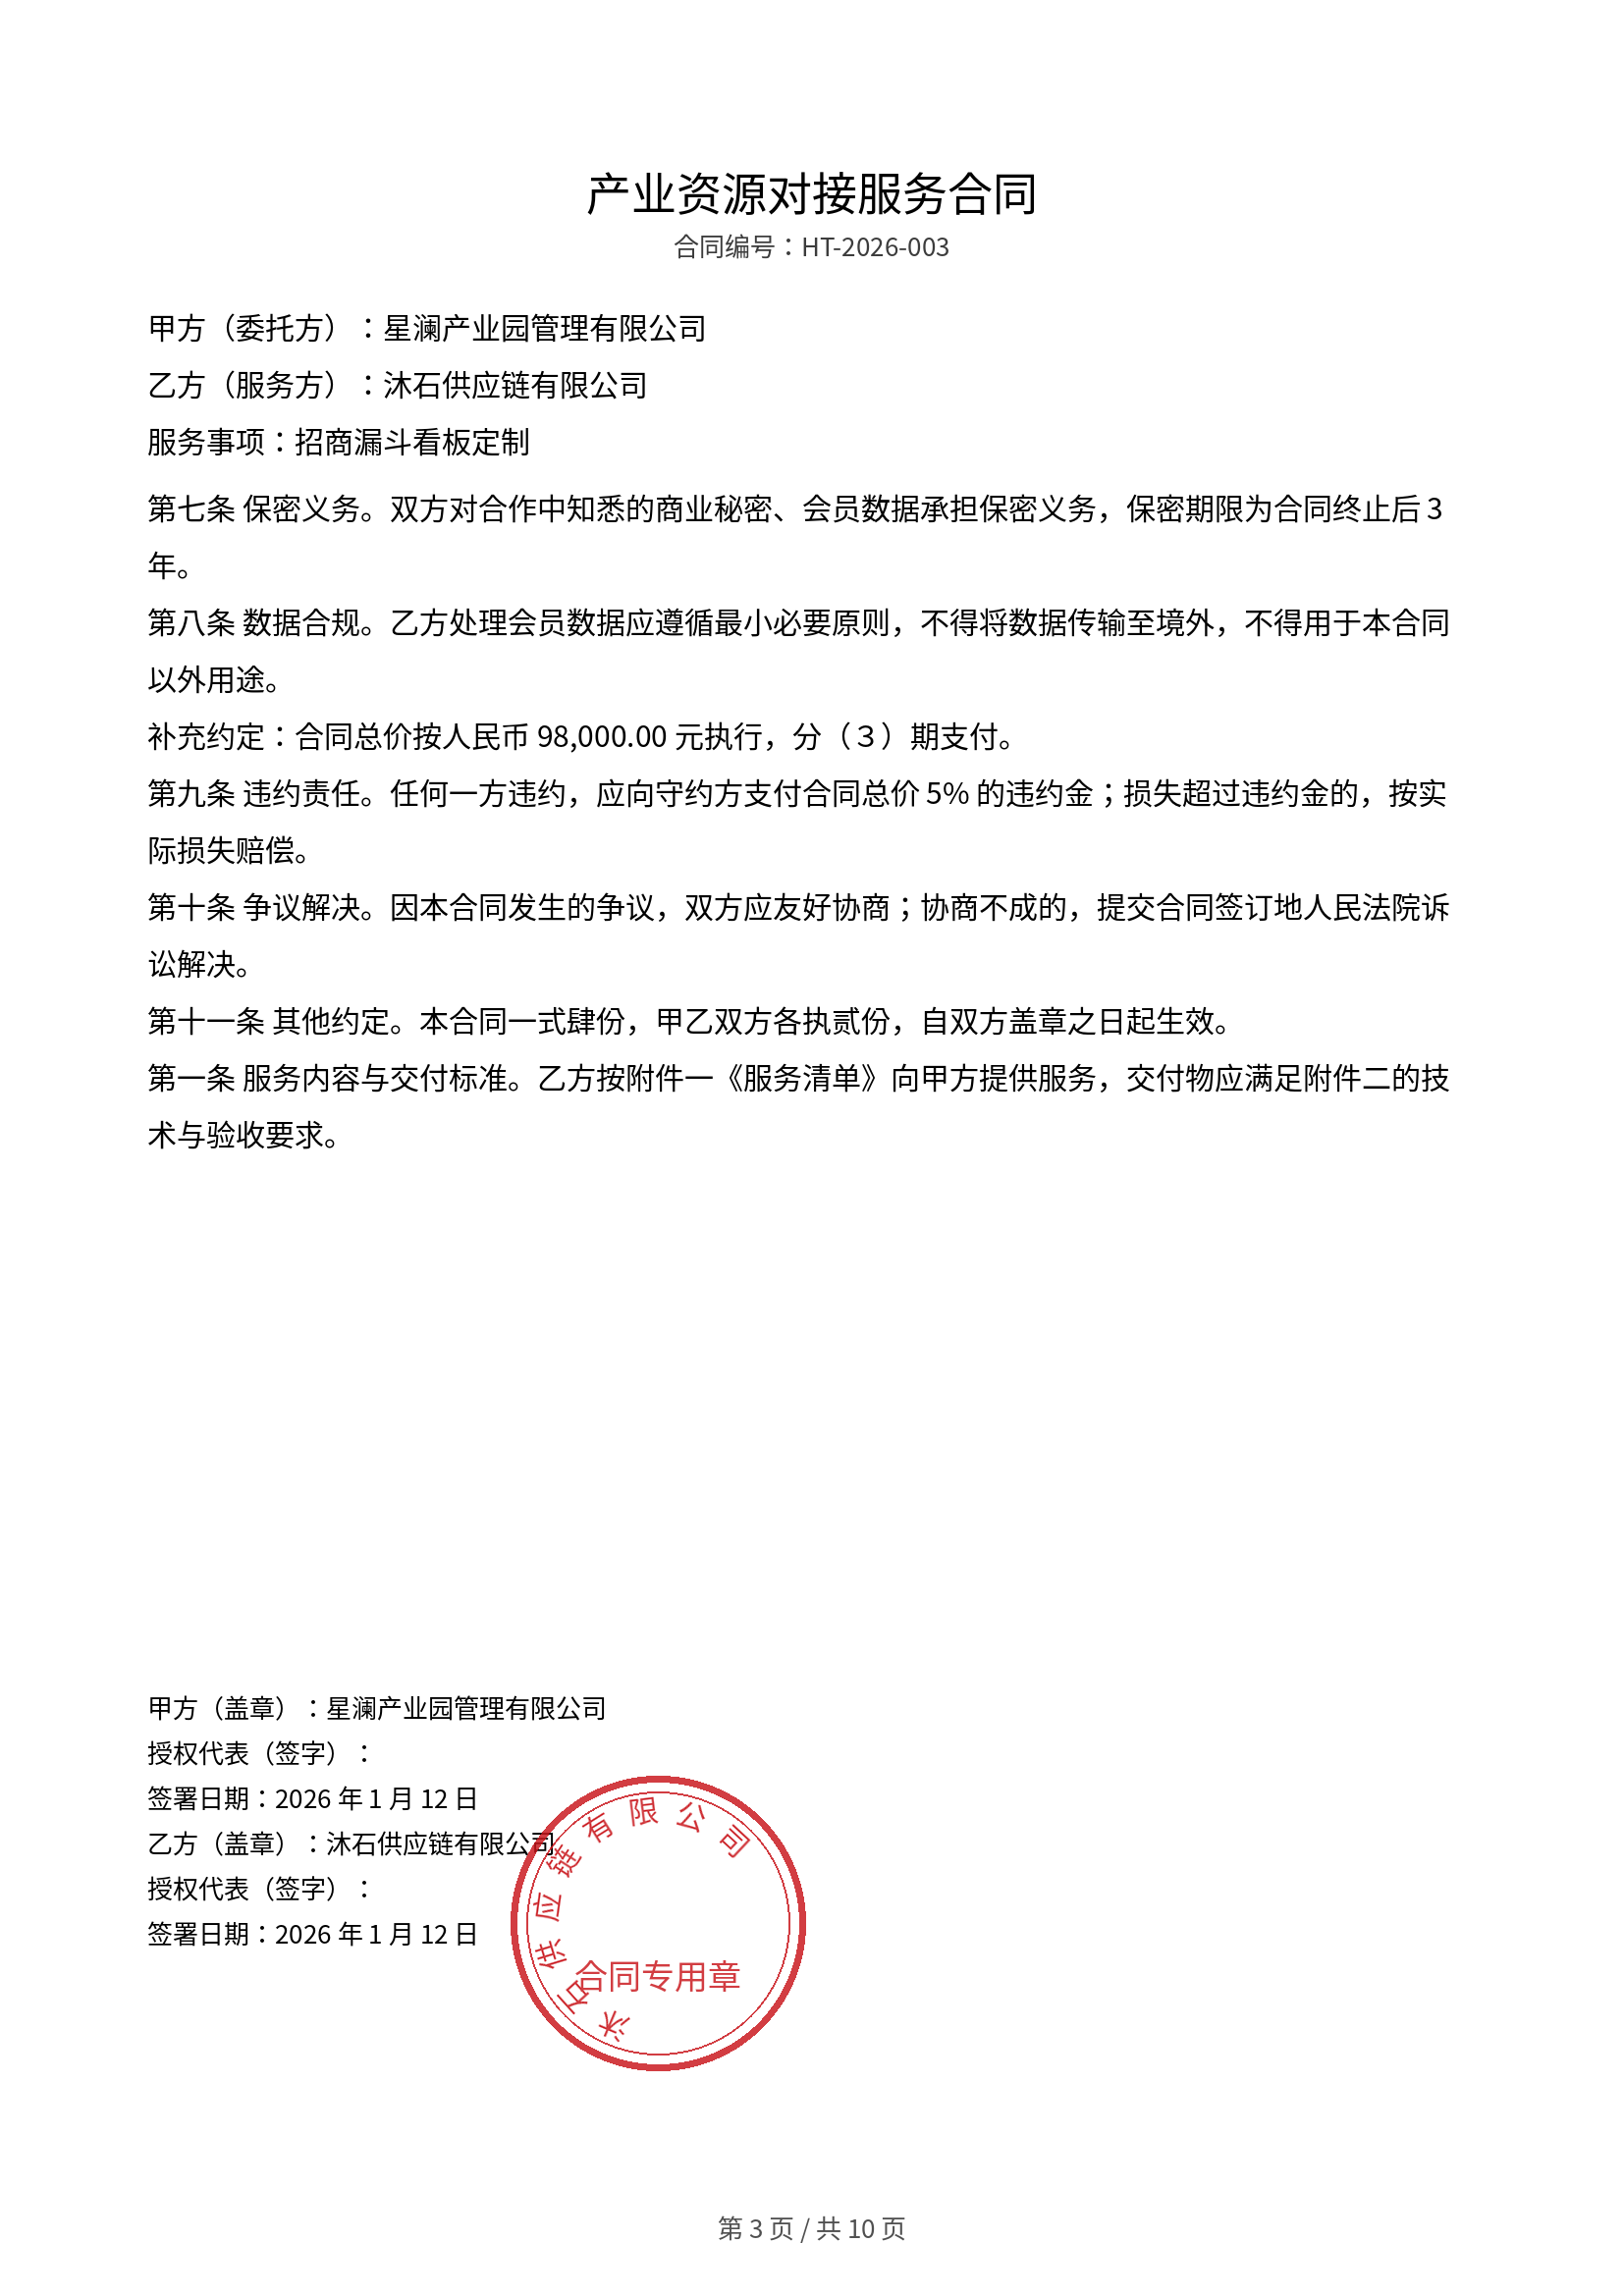 产业资源对接服务合同
合同编号：HT-2026-003
甲方（委托方）：星澜产业园管理有限公司
乙方（服务方）：沐石供应链有限公司
服务事项：招商漏斗看板定制
第七条 保密义务。双方对合作中知悉的商业秘密、会员数据承担保密义务，保密期限为合同终止后 3
年。
第八条 数据合规。乙方处理会员数据应遵循最小必要原则，不得将数据传输至境外，不得用于本合同
以外用途。
补充约定：合同总价按人民币 98,000.00 元执行，分（３）期支付。
第九条 违约责任。任何一方违约，应向守约方支付合同总价 5% 的违约金；损失超过违约金的，按实
际损失赔偿。
第十条 争议解决。因本合同发生的争议，双方应友好协商；协商不成的，提交合同签订地人民法院诉
讼解决。
第十一条 其他约定。本合同一式肆份，甲乙双方各执贰份，自双方盖章之日起生效。
第一条 服务内容与交付标准。乙方按附件一《服务清单》向甲方提供服务，交付物应满足附件二的技
术与验收要求。
甲方（盖章）：星澜产业园管理有限公司
授权代表（签字）：
签署日期：2026 年 1 月 12 日
乙方（盖章）：沐石供应链有限公司
授权代表（签字）：
签署日期：2026 年 1 月 12 日
沐石供应链有限公司
合同专用章
第 3 页 / 共 10 页